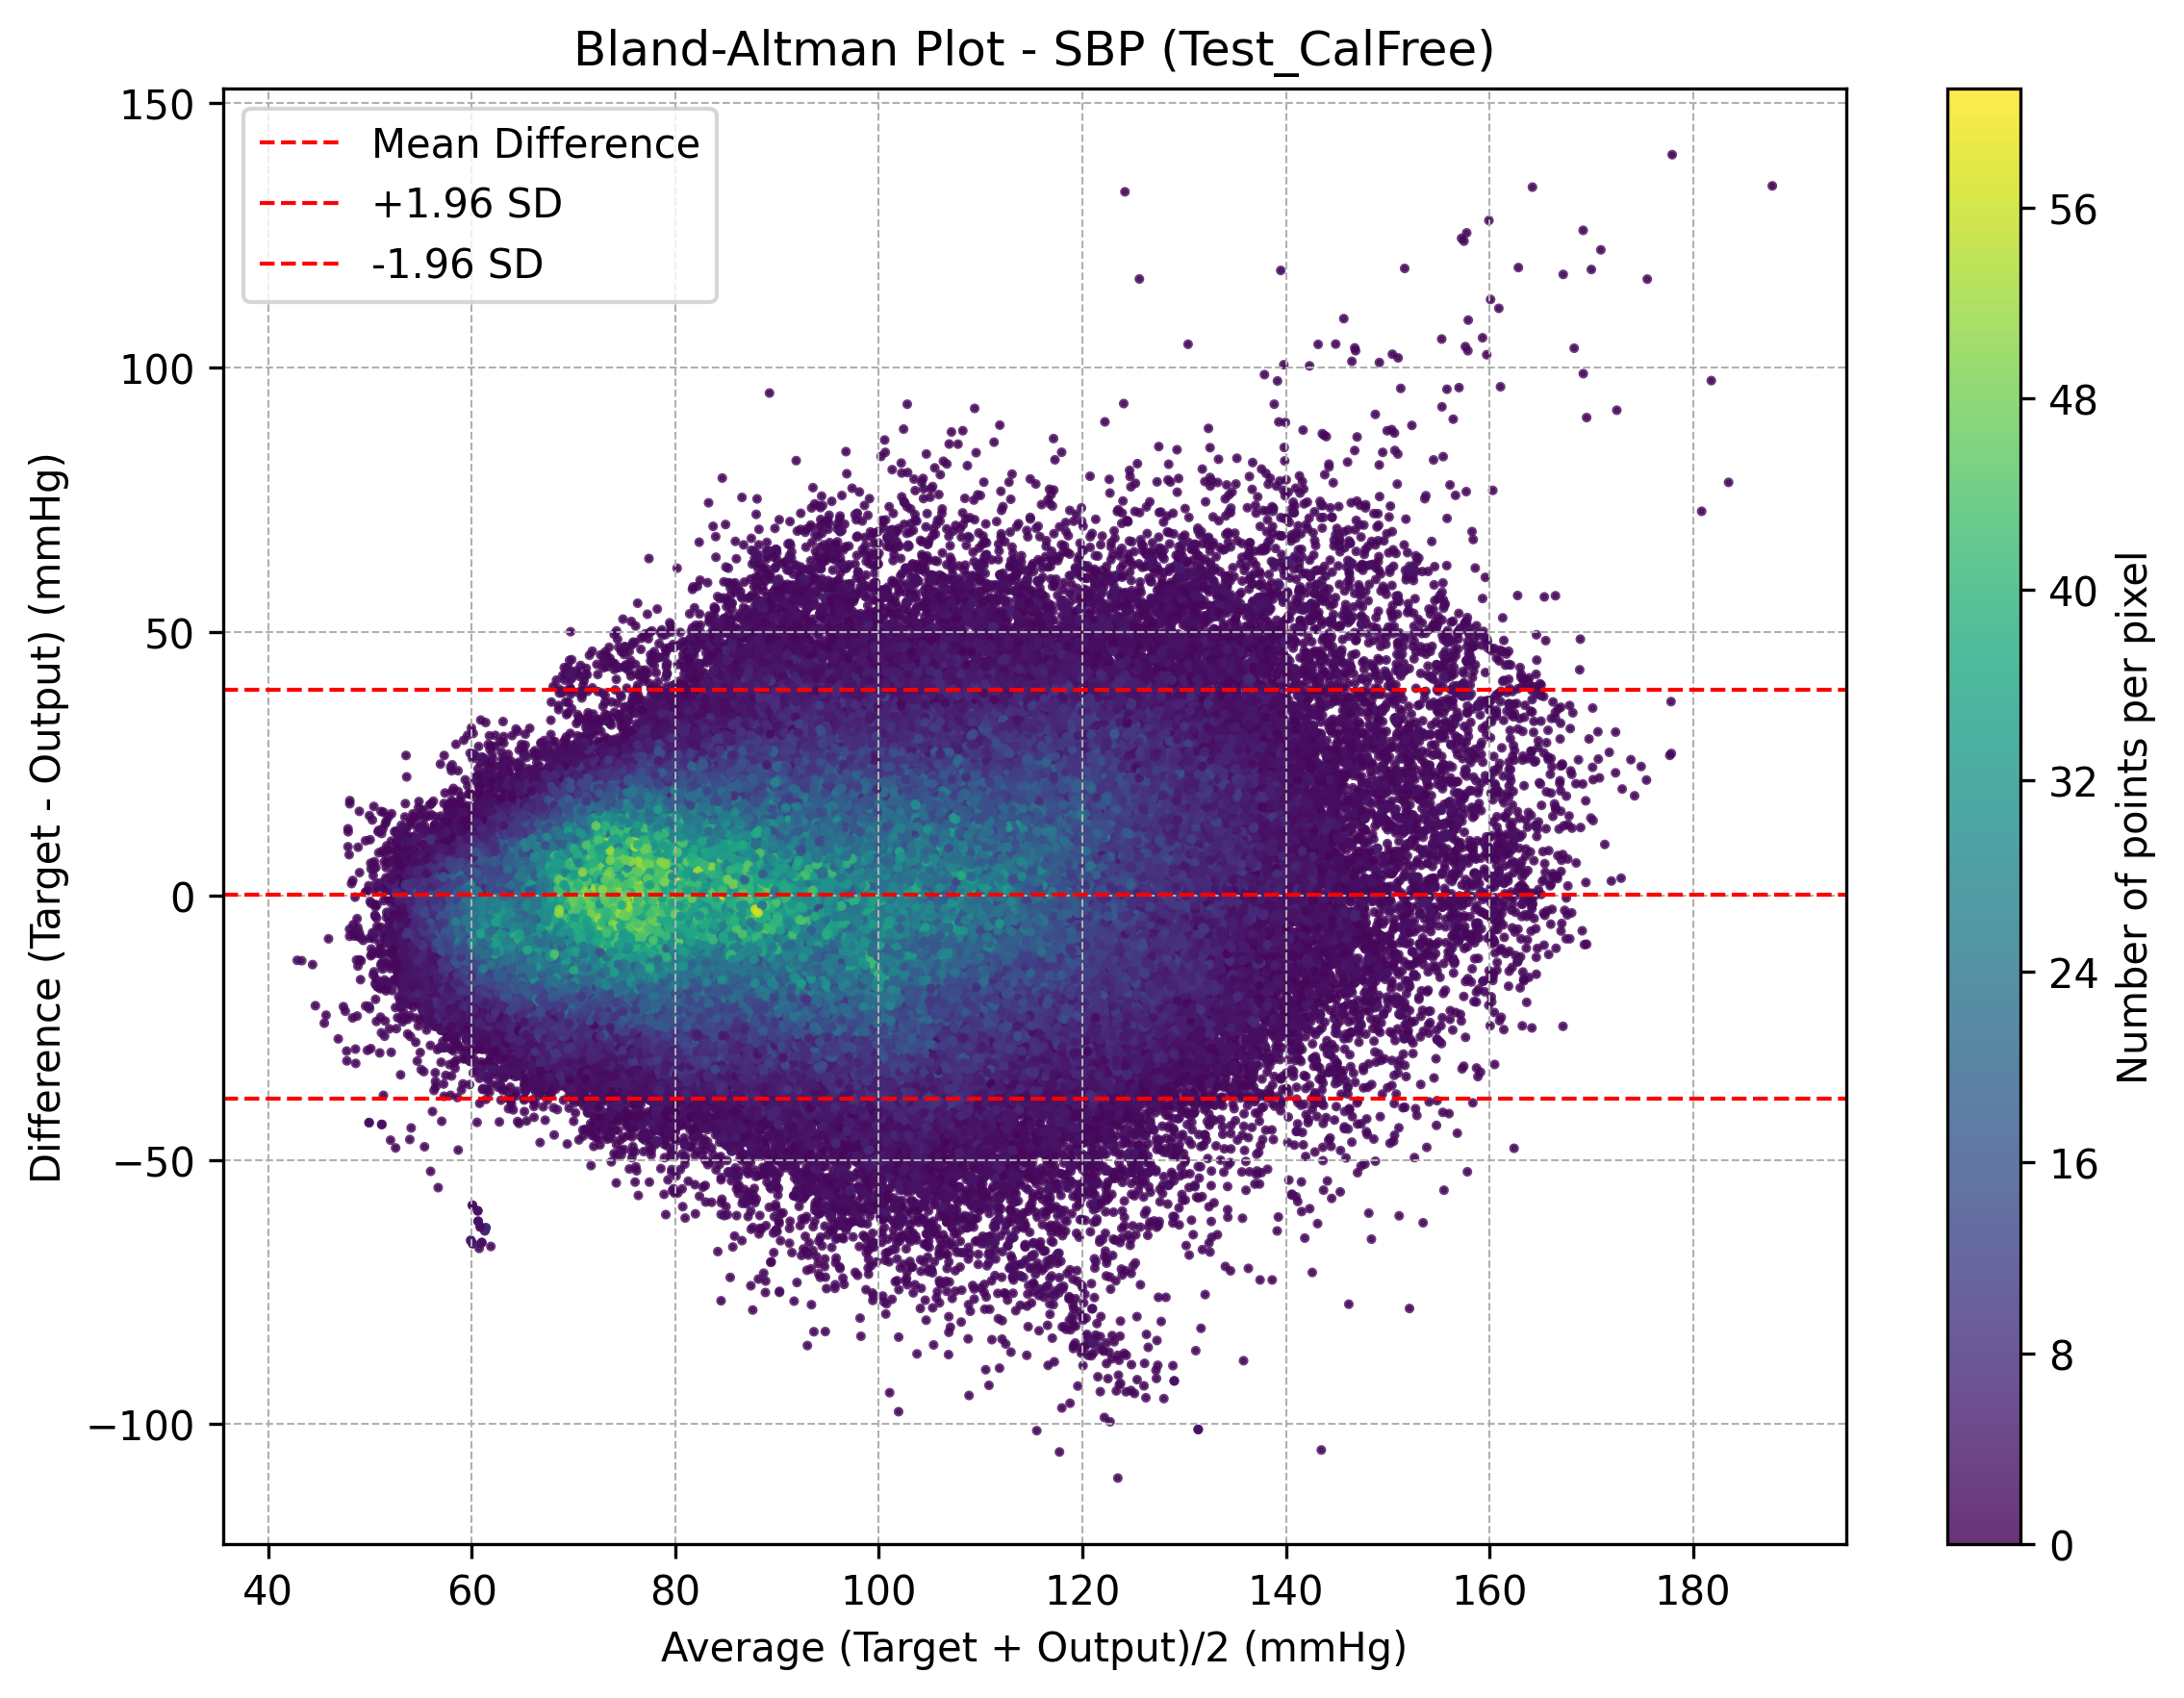 Bland-Altman Plot - SBP (Test_CalFree)
Mean Difference
+1.96 SD
-1.96 SD
150
100
50
0
−50
−100
Difference (Target - Output) (mmHg)
40 60 80 100 120 140 160 180
Average (Target + Output)/2 (mmHg)
56
48
40
32
24
16
8
0
Number of points per pixel